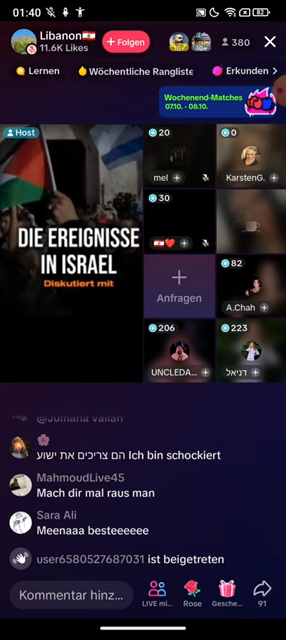 01:40
82
Libanon🇱🇧
11.6K Likes
+ Folgen
10+
10+
380
Lernen
Wöchentliche Rangliste
Erkunden >
Wochenend-Matches
07.10. - 08.10.
Host
20
0
mel
KarstenG.
DIE EREIGNISSE
IN ISRAEL
Diskutiert mit
30
🇱🇧❤️
82
Anfragen
A.Chah
206
223
UNCLEDA...
דניאל
🌸
הם צריכים את ישוע Ich bin schockiert
MahmoudLive45
Mach dir mal raus man
Sara Ali
Meenaaa besteeeeee
user6580527687031 ist beigetreten
Kommentar hinz...
LIVE mi...
Rose
Gesche...
91